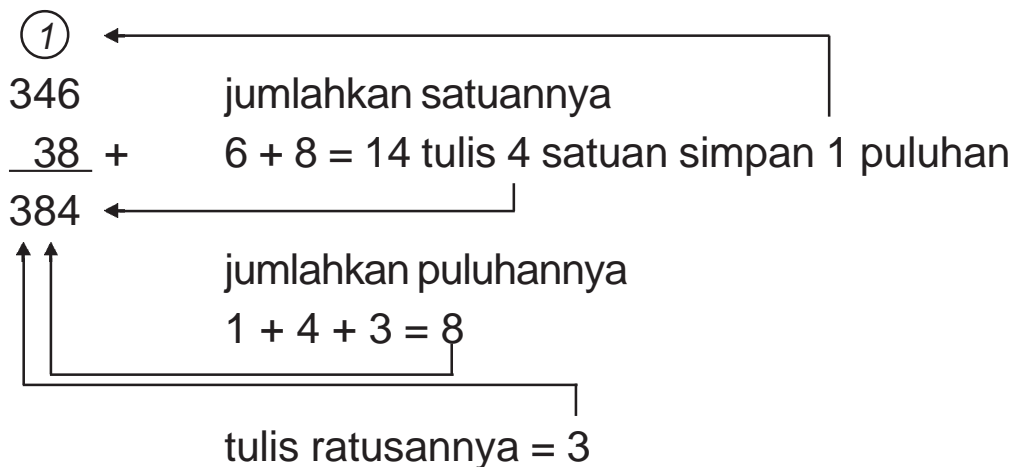 1
346 jumlahkan satuannya
38 + 6 + 8 = 14 tulis 4 satuan simpan 1 puluhan
384
jumlahkan puluhannya
1 + 4 + 3 = 8
tulis ratusannya = 3